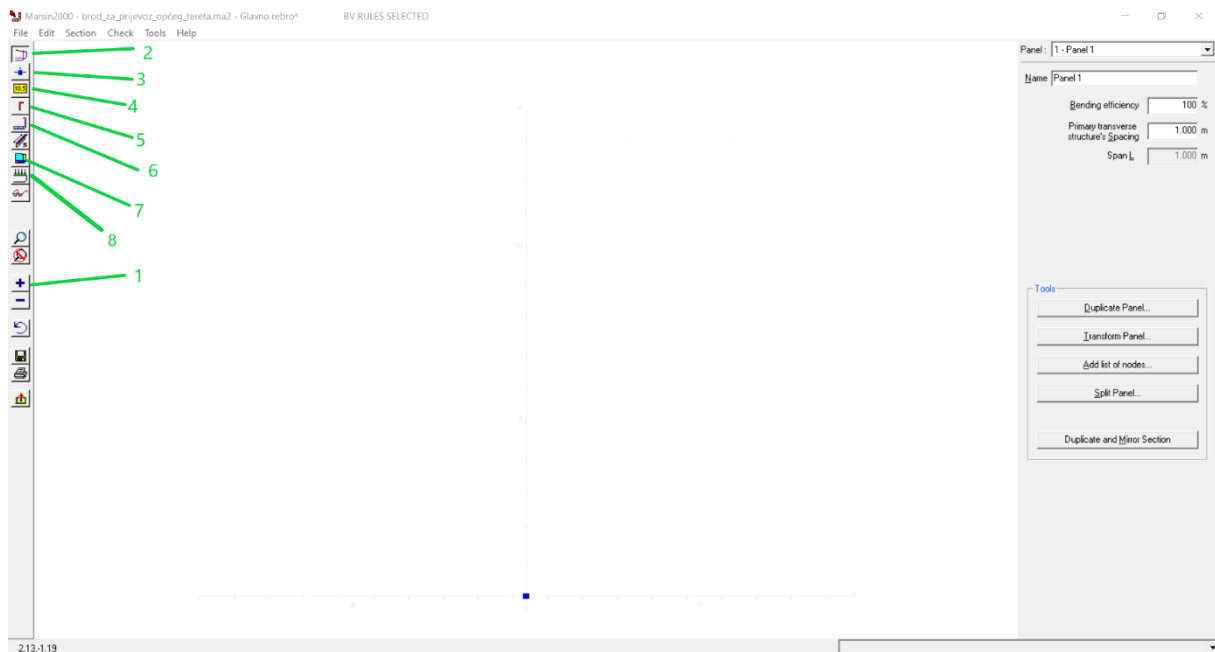 Marsin2000 - brod_za_prijevoz_općeg_tereta.ma2 - Glavno rebro* BV RULES SELECTED
File Edit Section Check Tools Help
2
3
10.5
4
5
6
7
8
1
10
Panel : 1 - Panel 1
Name Panel 1
Bending efficiency 100 %
Primary transverse
structure's Spacing 1.000 m
Span L 1.000 m
Tools
Duplicate Panel...
Transform Panel...
Add list of nodes...
Split Panel...
Duplicate and Mirror Section
2.13,-1.19